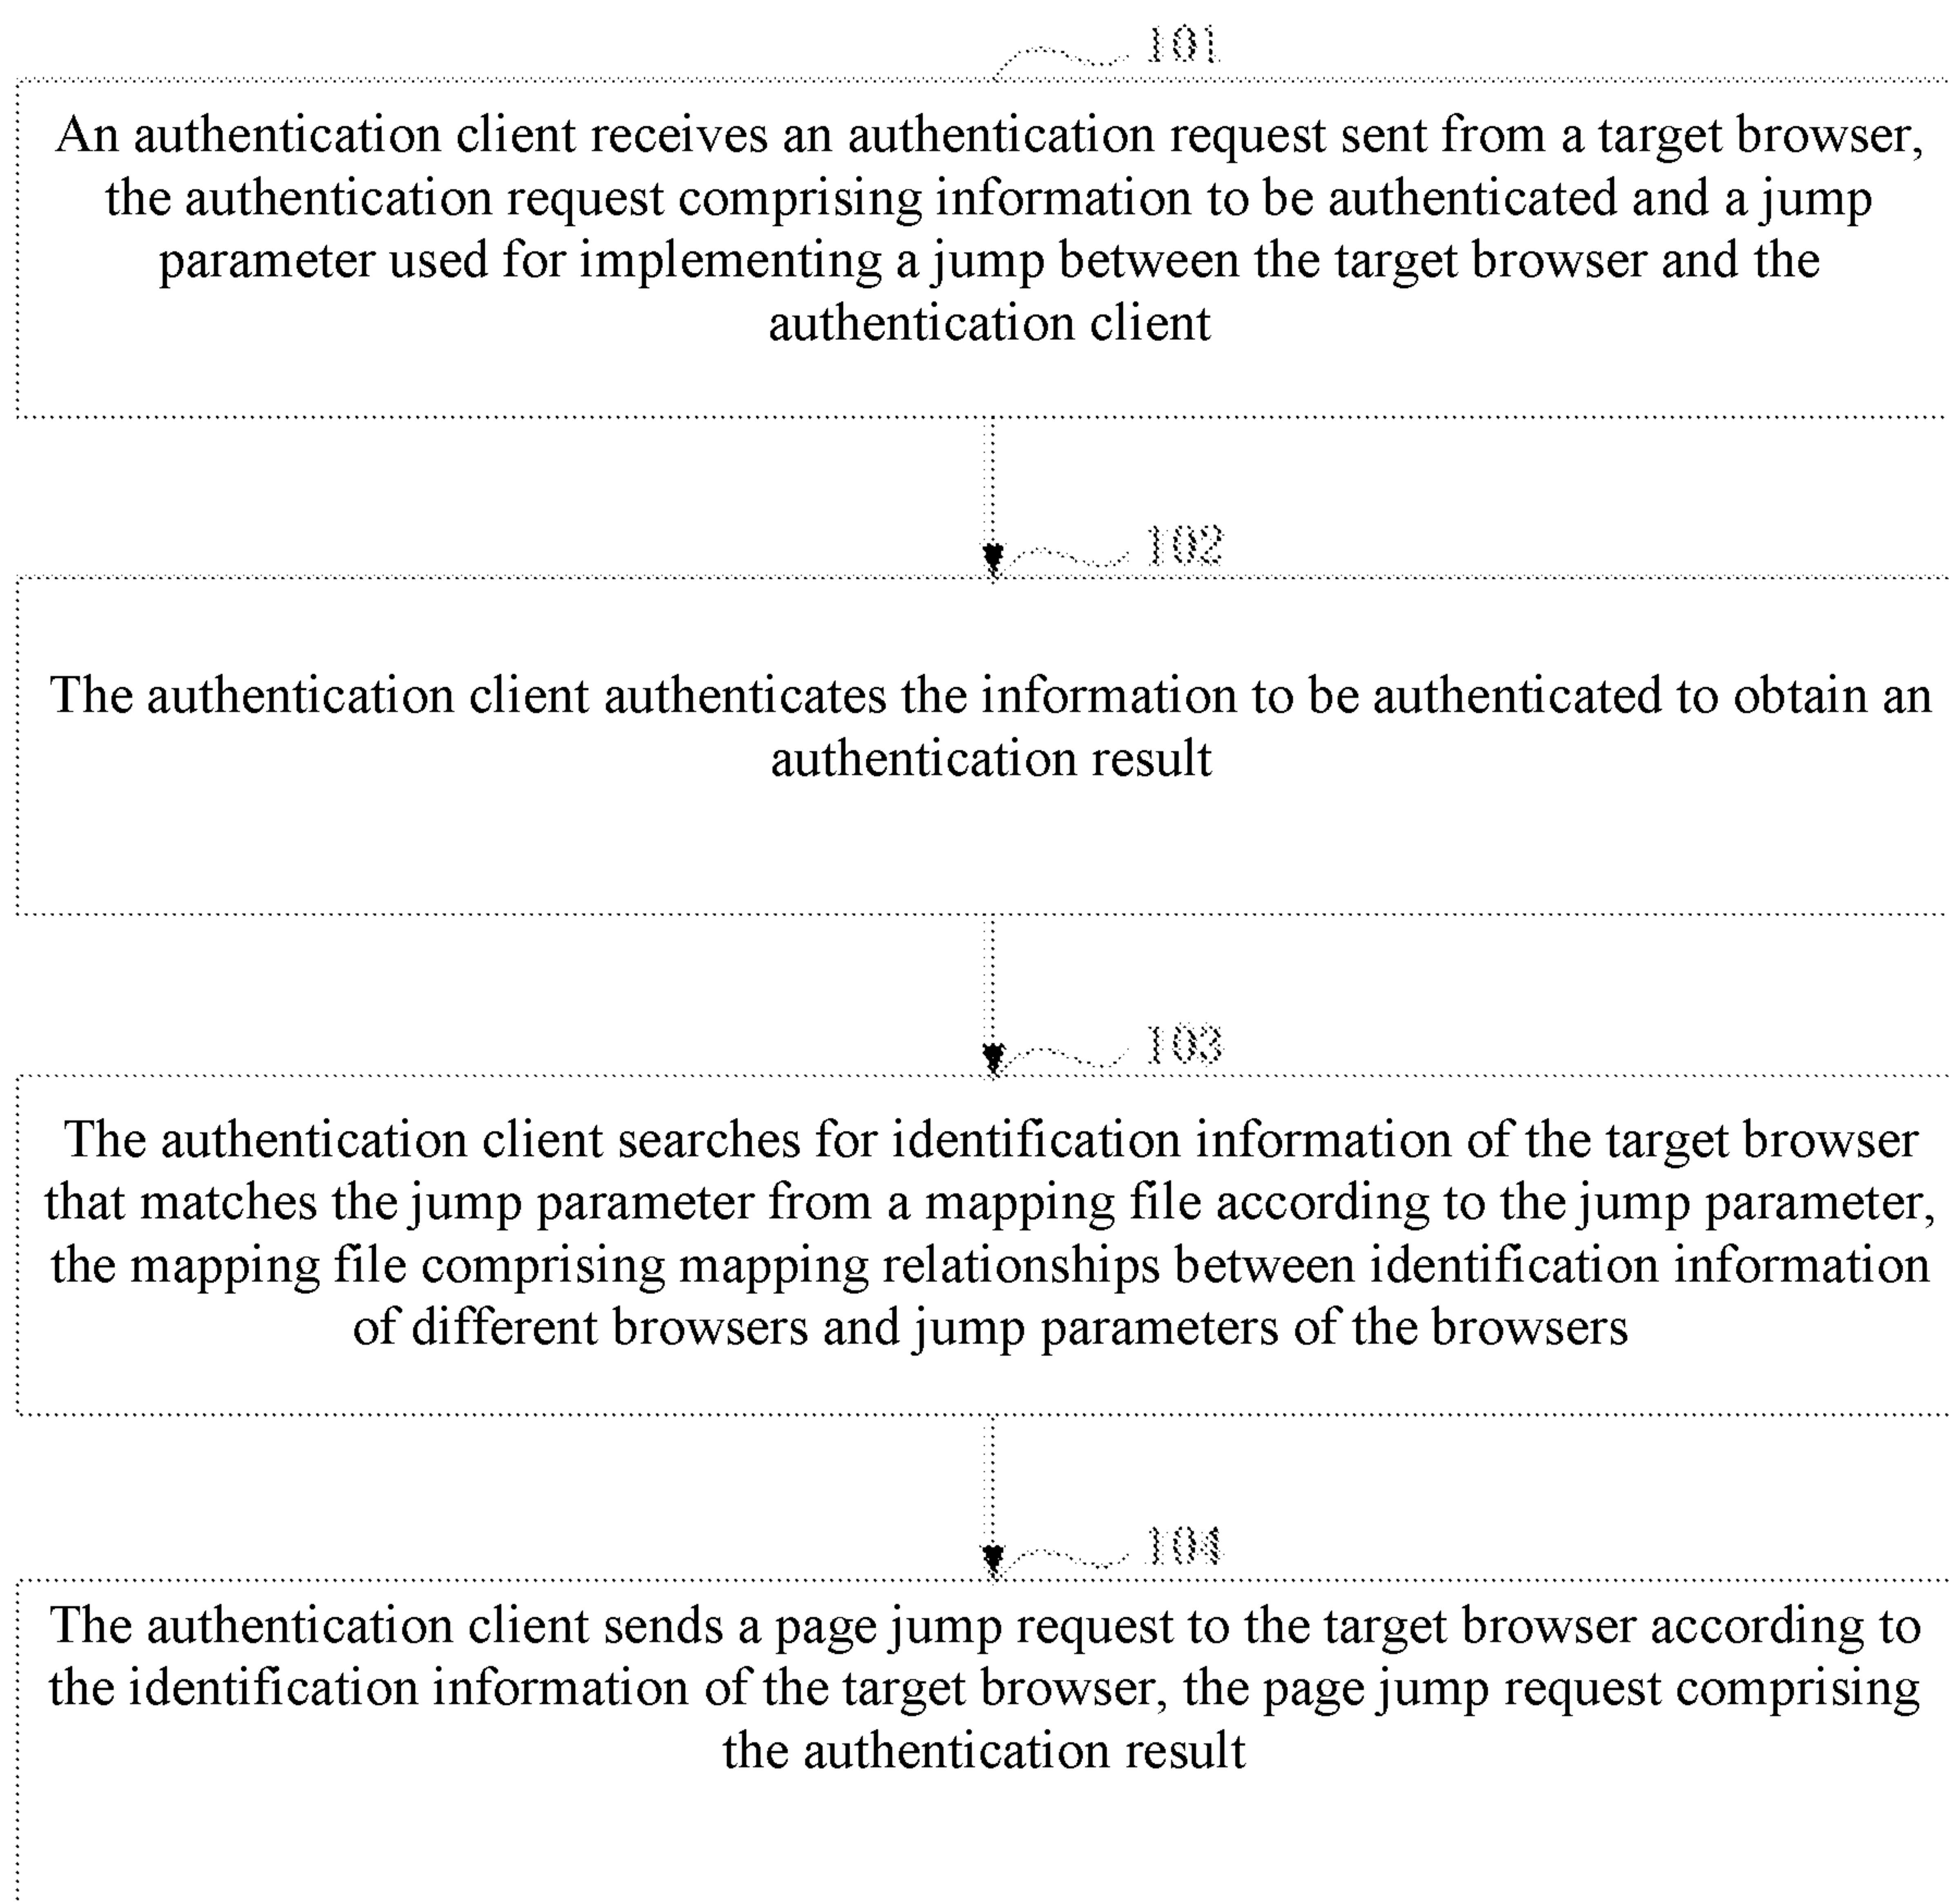 101
An authentication client receives an authentication request sent from a target browser,
the authentication request comprising information to be authenticated and a jump
parameter used for implementing a jump between the target browser and the
authentication client
102
The authentication client authenticates the information to be authenticated to obtain an
authentication result
103
The authentication client searches for identification information of the target browser
that matches the jump parameter from a mapping file according to the jump parameter,
the mapping file comprising mapping relationships between identification information
of different browsers and jump parameters of the browsers
104
The authentication client sends a page jump request to the target browser according to
the identification information of the target browser, the page jump request comprising
the authentication result